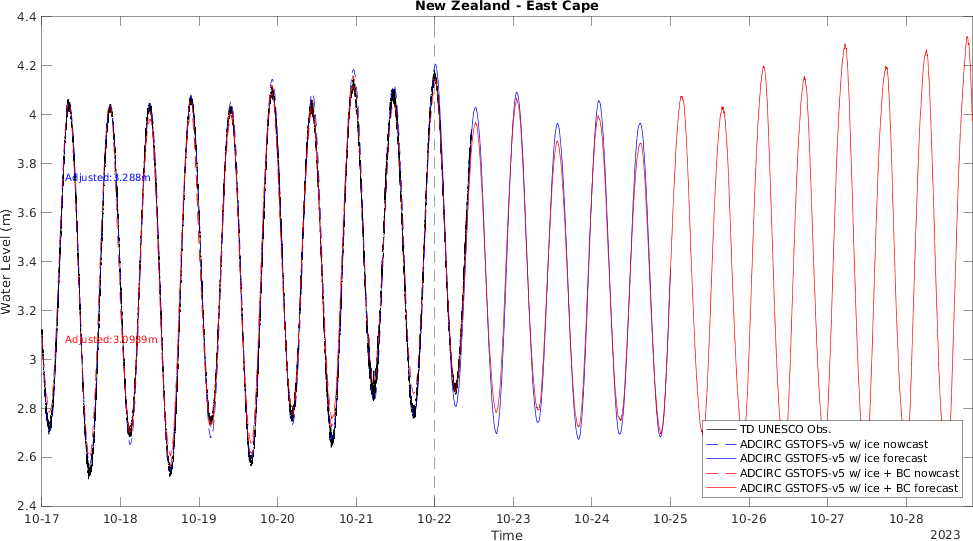 New Zealand - East Cape
4.4
4.2
4
3.8
3.6
3.4
3.2
3
2.8
2.6
2.4
Water Level (m)
Adjusted:3.288m
Adjusted:3.0939m
TD UNESCO Obs.
ADCIRC GSTOFS-v5 w/ ice nowcast
ADCIRC GSTOFS-v5 w/ ice forecast
ADCIRC GSTOFS-v5 w/ ice + BC nowcast
ADCIRC GSTOFS-v5 w/ ice + BC forecast
10-17 10-18 10-19 10-20 10-21 10-22 10-23 10-24 10-25 10-26 10-27 10-28
Time
2023